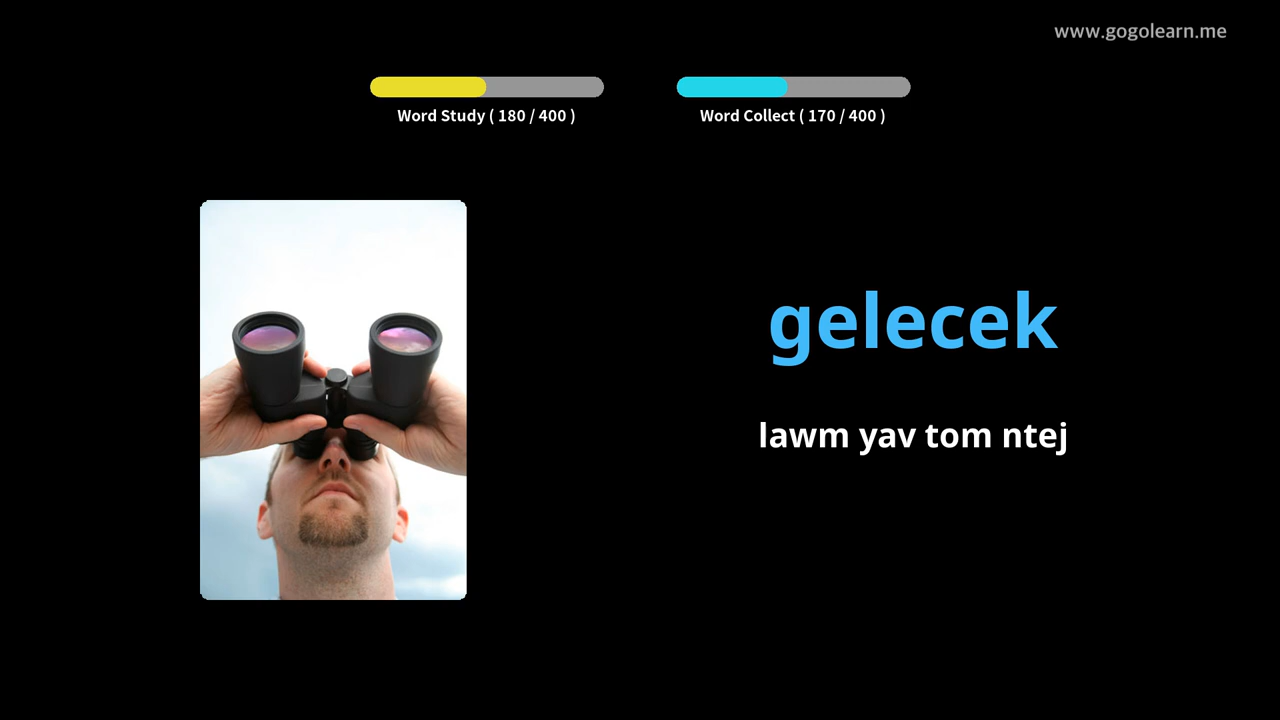 www.gogolearn.me
Word Study ( 180 / 400 )
Word Collect ( 170 / 400 )
gelecek
lawm yav tom ntej